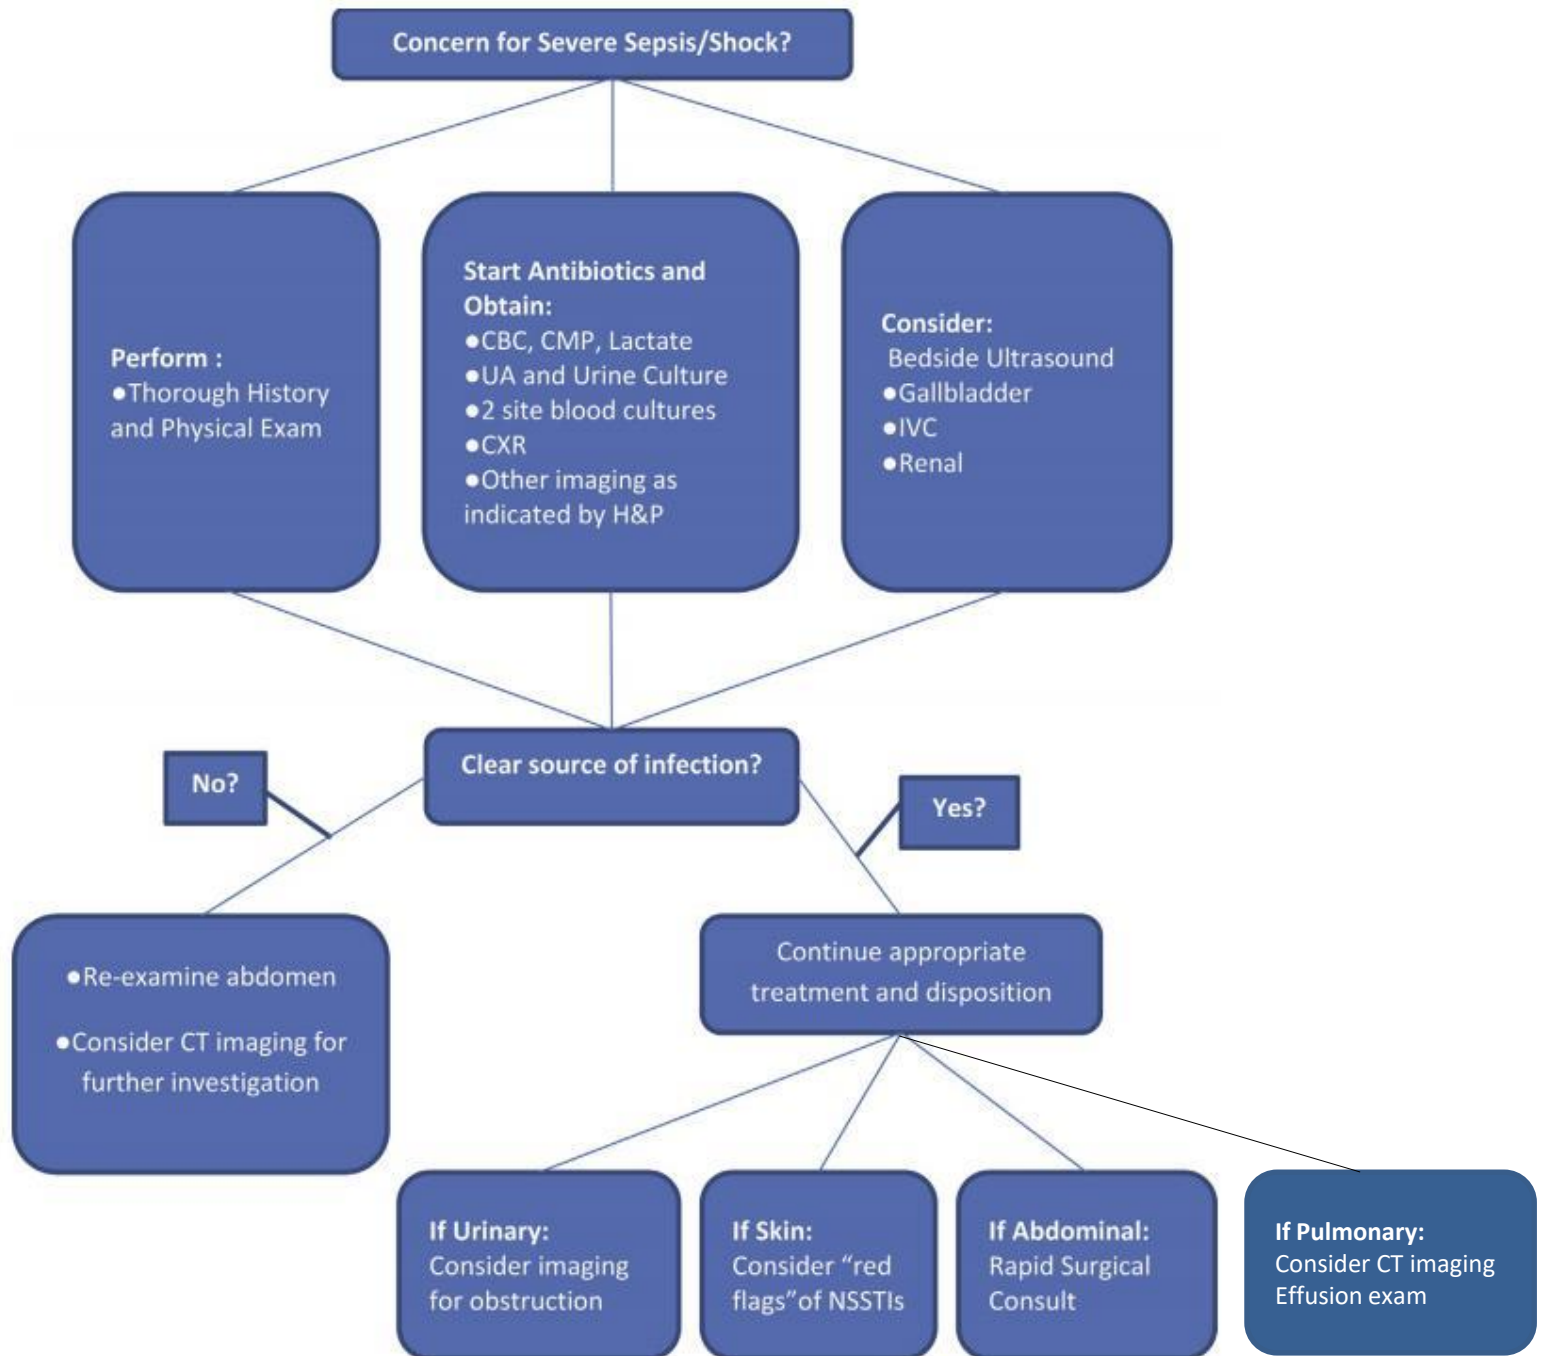 Concern for Severe Sepsis/Shock?
Perform :
●Thorough History
and Physical Exam
Start Antibiotics and
Obtain:
●CBC, CMP, Lactate
●UA and Urine Culture
●2 site blood cultures
●CXR
●Other imaging as
indicated by H&P
Consider:
Bedside Ultrasound
●Gallbladder
●IVC
●Renal
Clear source of infection?
No?
Yes?
●Re-examine abdomen
●Consider CT imaging for
further investigation
Continue appropriate
treatment and disposition
If Urinary:
Consider imaging
for obstruction
If Skin:
Consider “red
flags”of NSSTIs
If Abdominal:
Rapid Surgical
Consult
If Pulmonary:
Consider CT imaging
Effusion exam